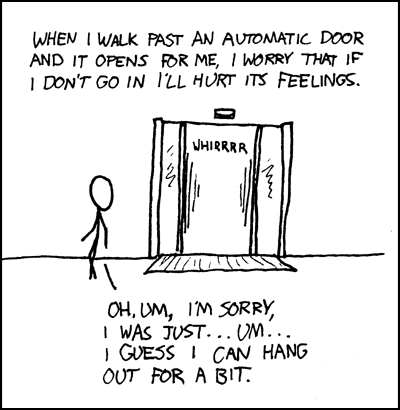 WHEN I WALK PAST AN AUTOMATIC DOOR
AND IT OPENS FOR ME, I WORRY THAT IF
I DON'T GO IN I'LL HURT ITS FEELINGS.
WHIRRRR
OH, UM, I'M SORRY,
I WAS JUST... UM...
I GUESS I CAN HANG
OUT FOR A BIT.